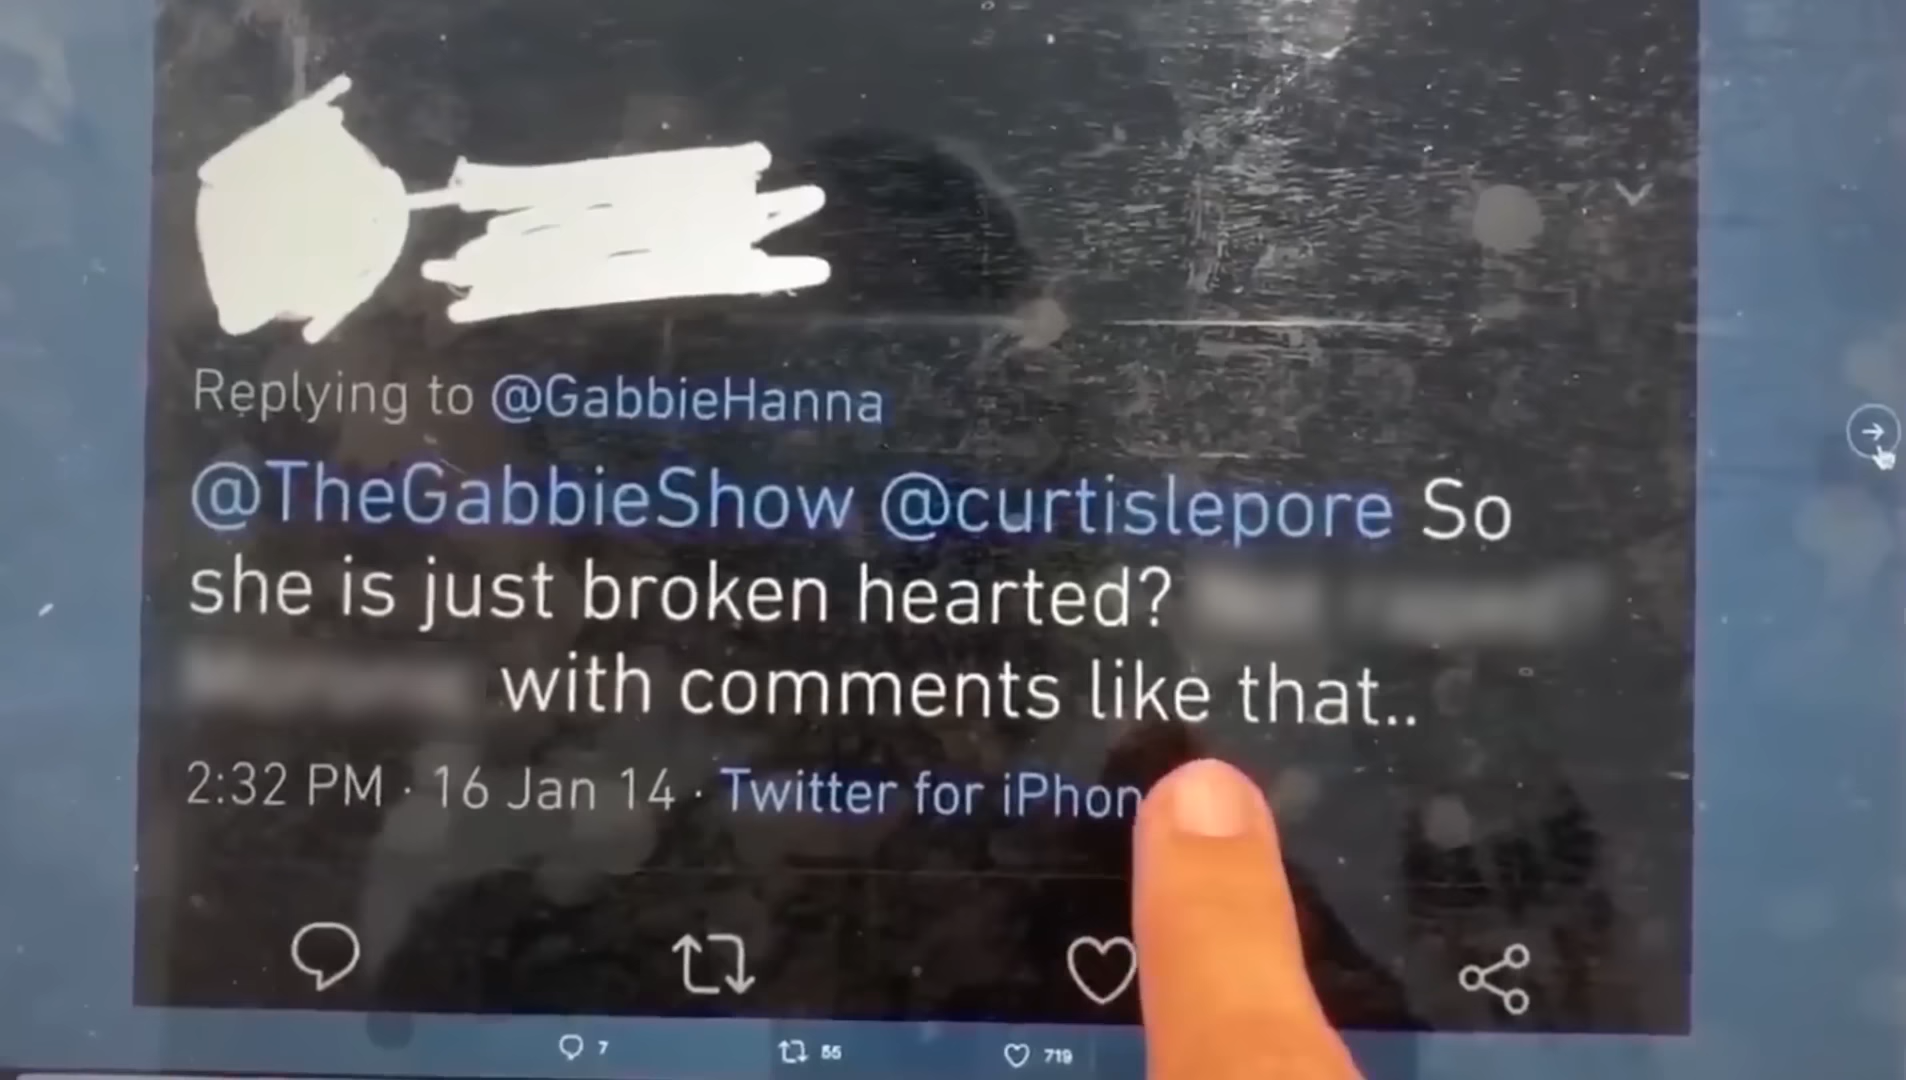 Replying to @GabbieHanna
@TheGabbieShow @curtislepore So
she is just broken hearted?
with comments like that..
2:32 PM · 16 Jan 14 · Twitter for iPhon
7 55 719